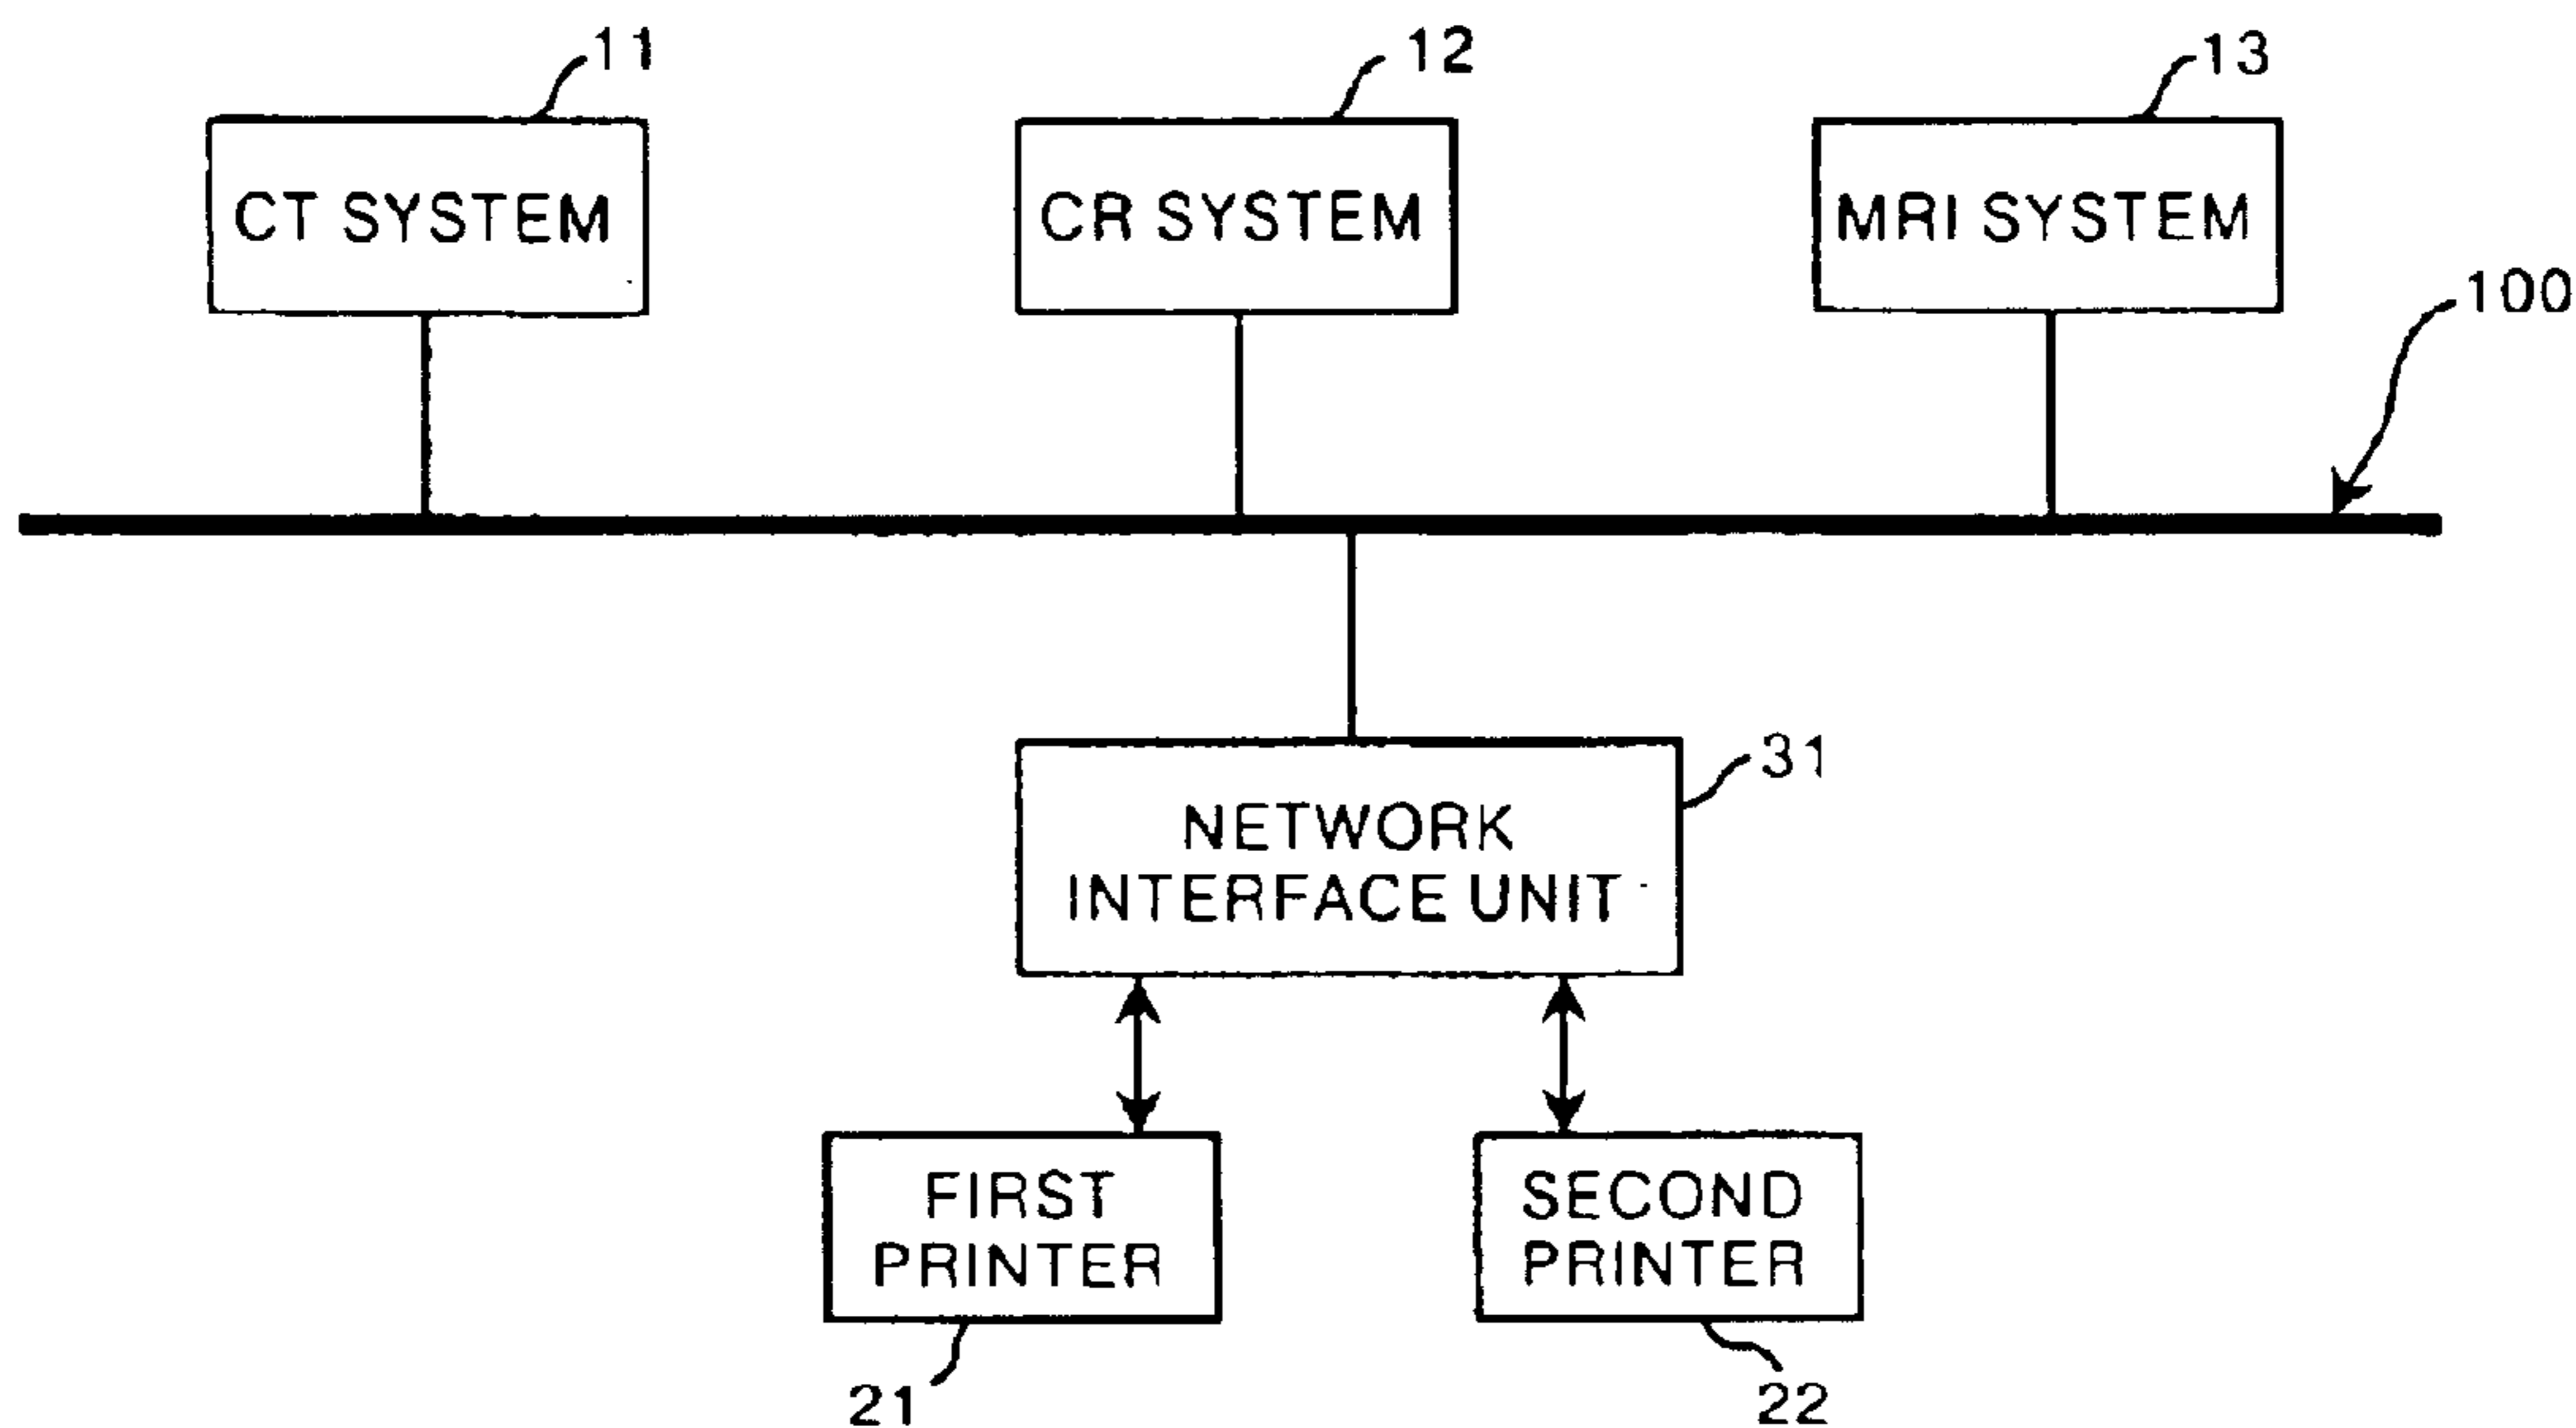 11
12
13
CT SYSTEM
CR SYSTEM
MRI SYSTEM
100
31
NETWORK
INTERFACE UNIT
FIRST
PRINTER
SECOND
PRINTER
21
22